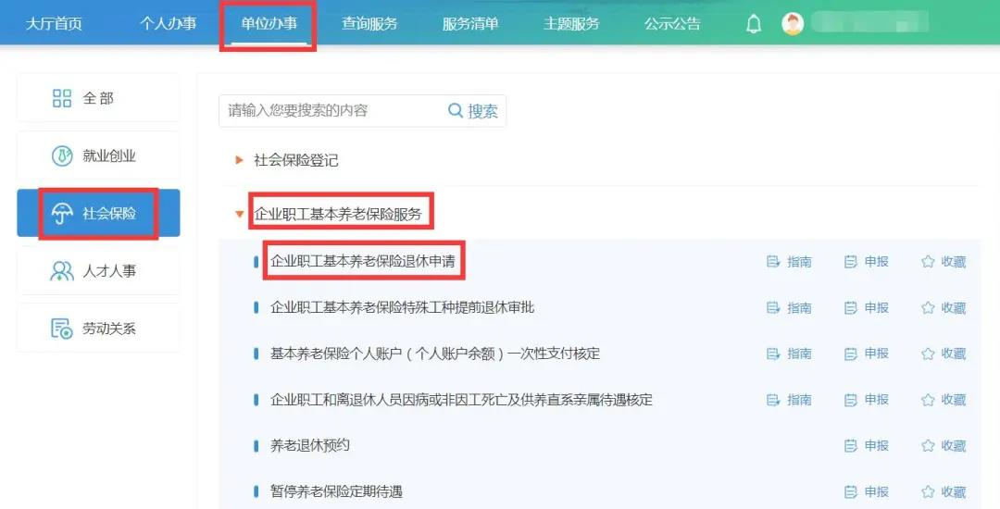 大厅首页 个人办事 单位办事 查询服务 服务清单 主题服务 公示公告
全部
就业创业
社会保险
人才人事
劳动关系
请输入您要搜索的内容 搜索
社会保险登记
企业职工基本养老保险服务
企业职工基本养老保险退休申请 指南 申报 收藏
企业职工基本养老保险特殊工种提前退休审批 指南 申报 收藏
基本养老保险个人账户（个人账户余额）一次性支付核定 指南 申报 收藏
企业职工和离退休人员因病或非因工死亡及供养直系亲属待遇核定 指南 申报 收藏
养老退休预约 申报 收藏
暂停养老保险定期待遇 申报 收藏